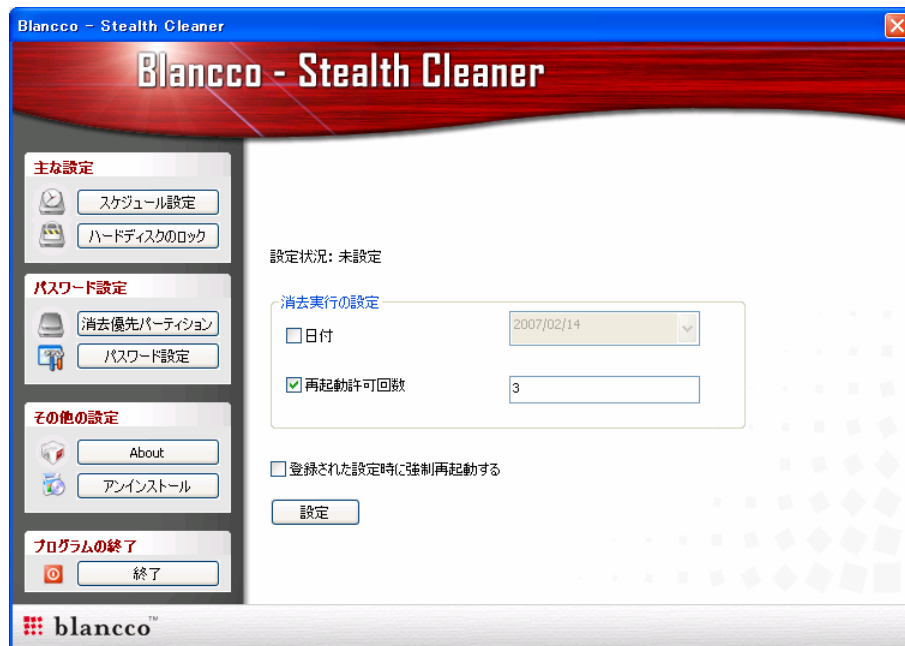 Blancco - Stealth Cleaner
Blancco - Stealth Cleaner
主な設定
スケジュール設定
ハードディスクのロック
パスワード設定
消去優先パーティション
パスワード設定
その他の設定
About
アンインストール
プログラムの終了
終了
設定状況: 未設定
消去実行の設定
日付
2007/02/14
再起動許可回数
3
登録された設定時に強制再起動する
設定
blancco™